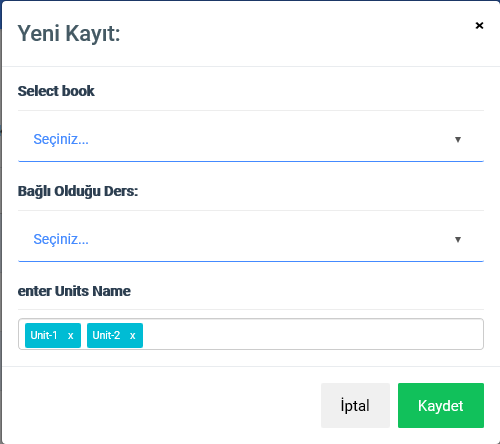 Yeni Kayıt:
×
Select book
Seçiniz...
Bağlı Olduğu Ders:
Seçiniz...
enter Units Name
Unit-1 x Unit-2 x
İptal Kaydet